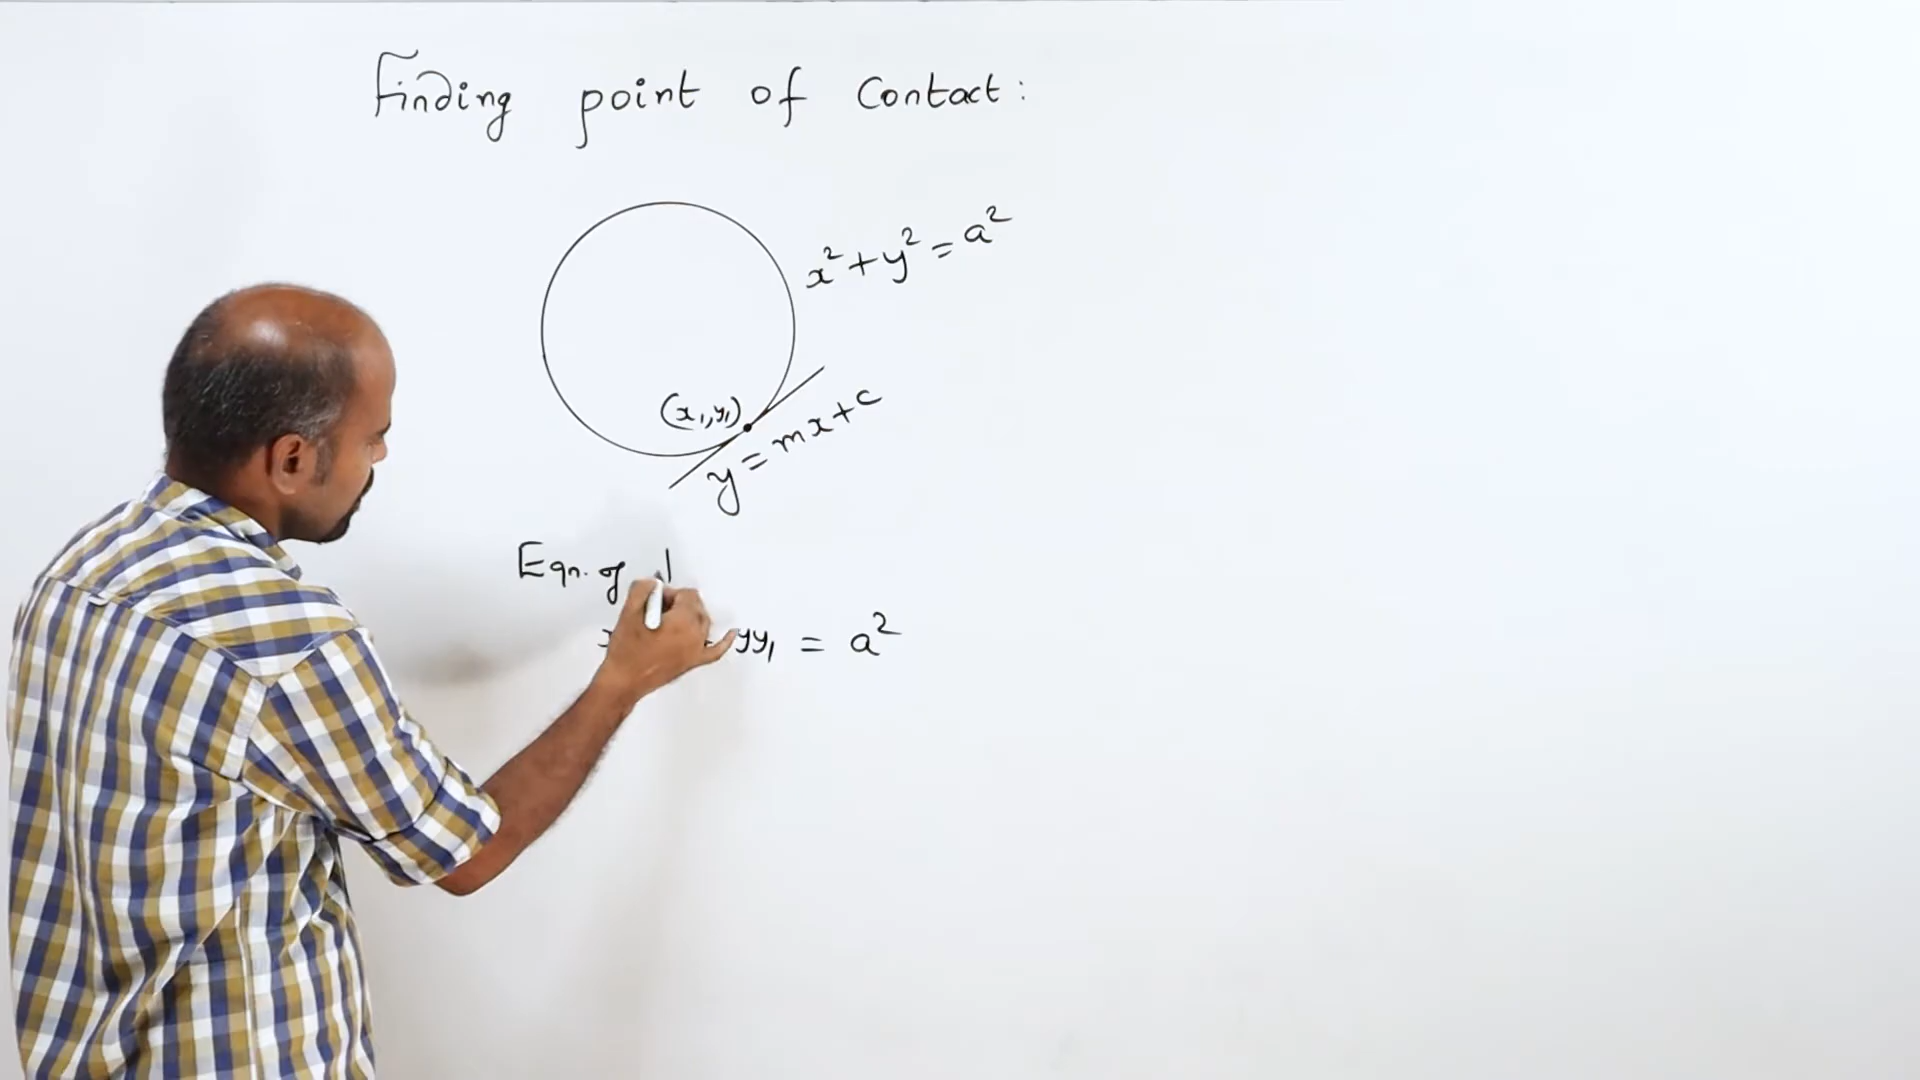 Finding point of Contact:
x² + y² = a²
(x₁,y₁)
y = mx + c
Eqn. of
yy₁ = a²